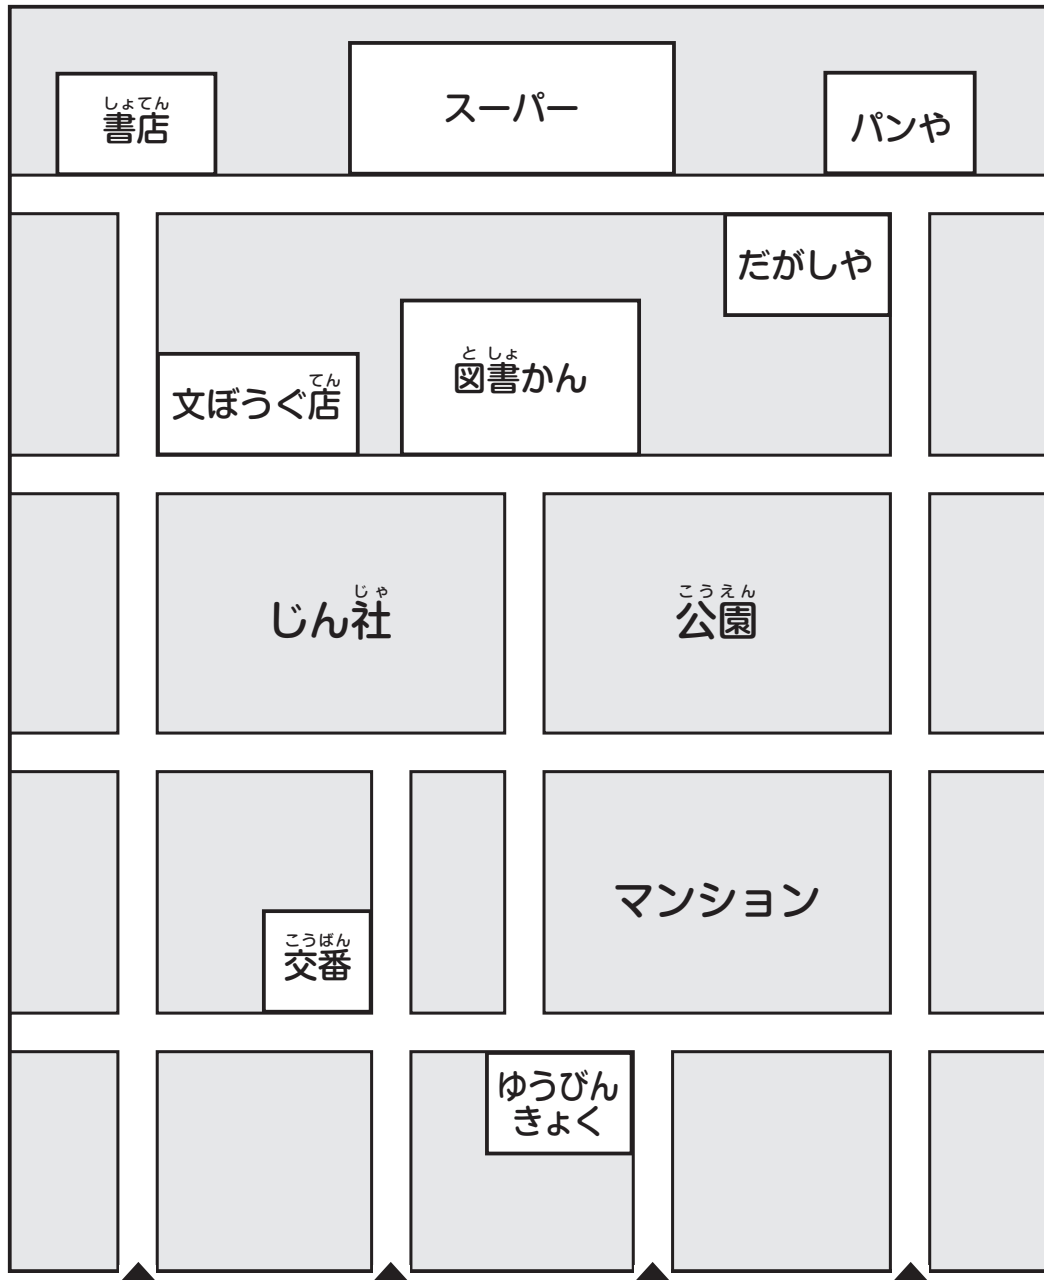 しょてん
書店
スーパー
パンや
だがしや
としょ
図書かん
てん
文ぼうぐ店
じゃ
じん社
こうえん
公園
マンション
こうばん
交番
ゆうびん
きょく